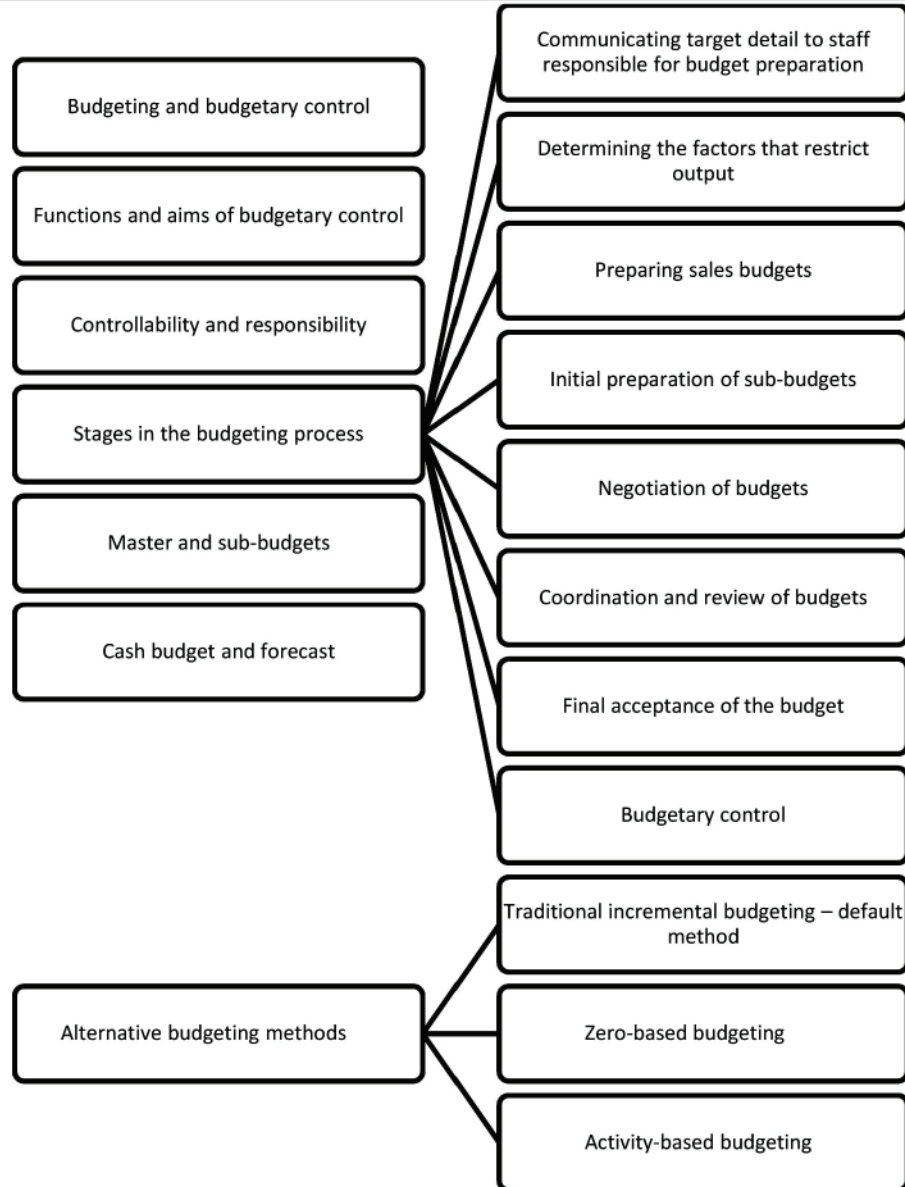 Budgeting and budgetary control
Functions and aims of budgetary control
Controllability and responsibility
Stages in the budgeting process
Communicating target detail to staff
responsible for budget preparation
Determining the factors that restrict
output
Preparing sales budgets
Initial preparation of sub-budgets
Negotiation of budgets
Coordination and review of budgets
Final acceptance of the budget
Budgetary control
Master and sub-budgets
Cash budget and forecast
Alternative budgeting methods
Traditional incremental budgeting – default
method
Zero-based budgeting
Activity-based budgeting